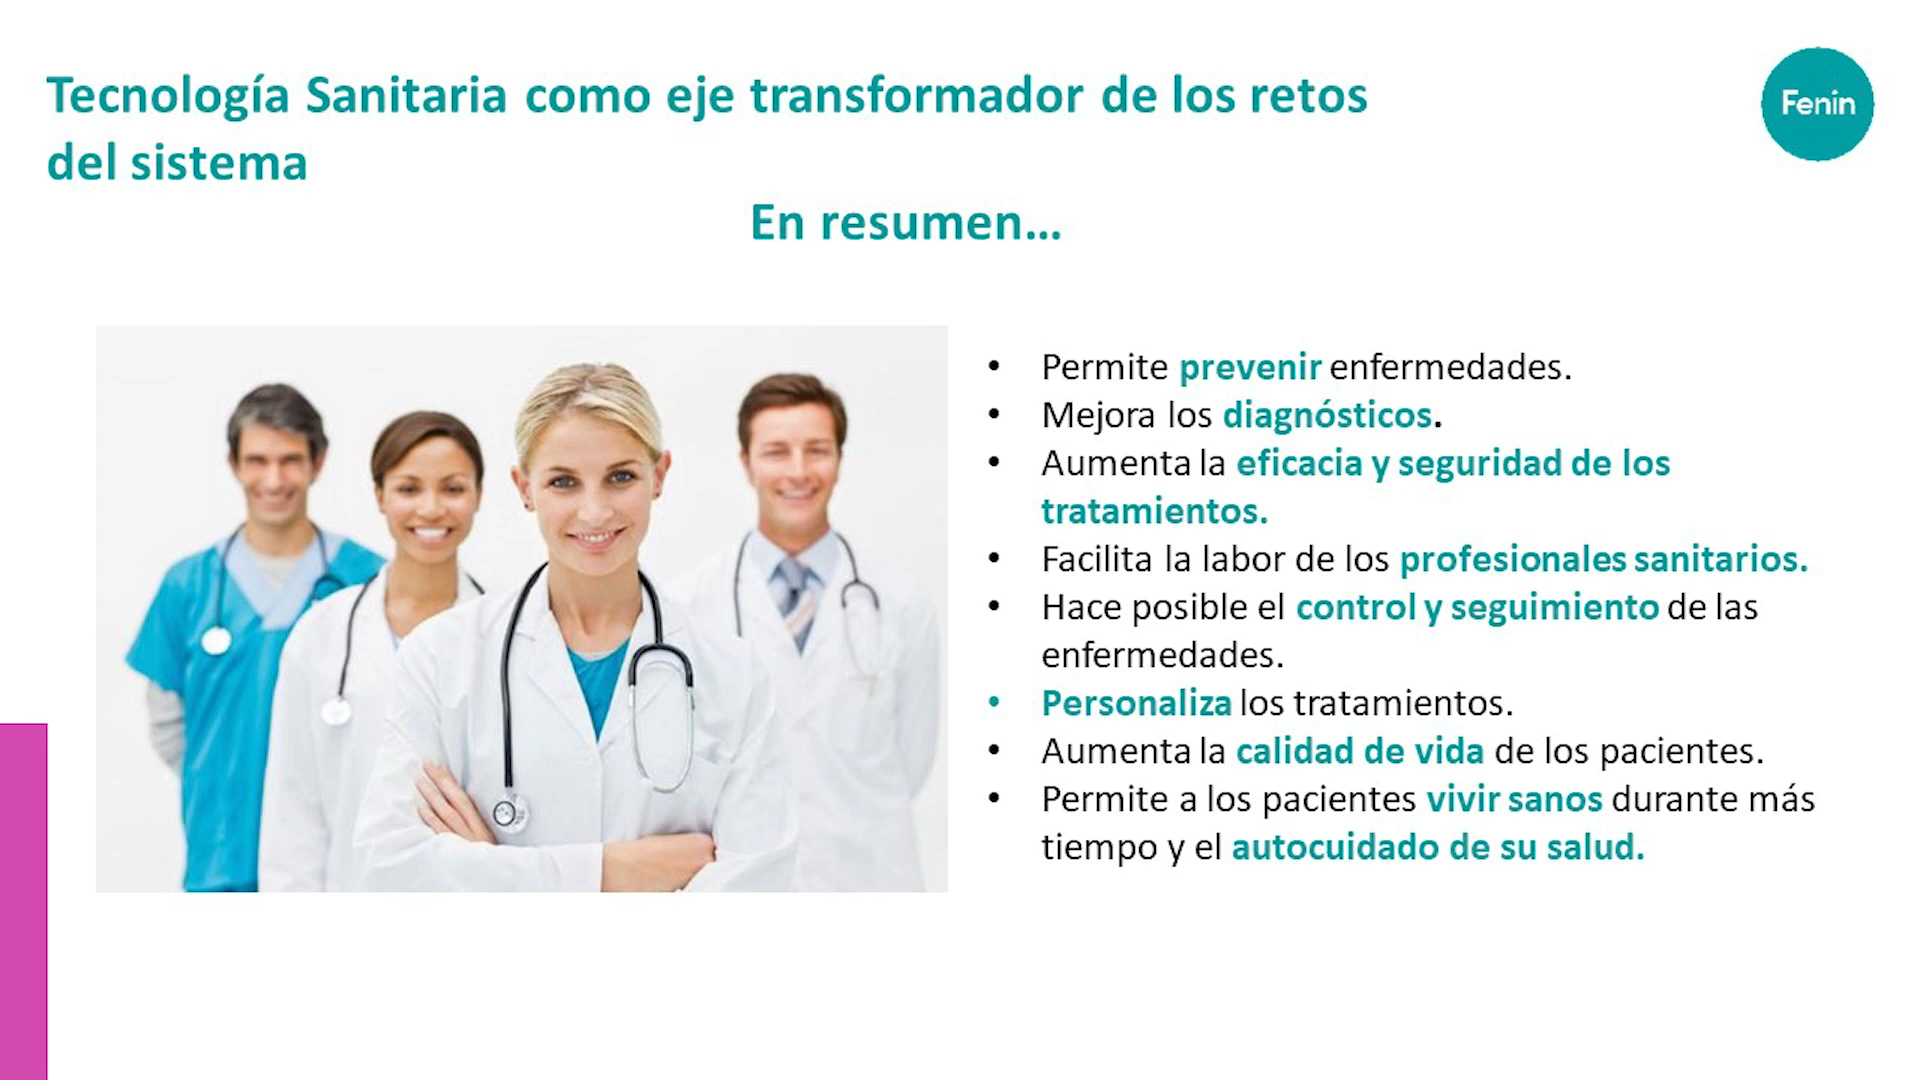 Tecnología Sanitaria como eje transformador de los retos
del sistema
Fenin
En resumen...
• Permite prevenir enfermedades.
• Mejora los diagnósticos.
• Aumenta la eficacia y seguridad de los
tratamientos.
• Facilita la labor de los profesionales sanitarios.
• Hace posible el control y seguimiento de las
enfermedades.
• Personaliza los tratamientos.
• Aumenta la calidad de vida de los pacientes.
• Permite a los pacientes vivir sanos durante más
tiempo y el autocuidado de su salud.